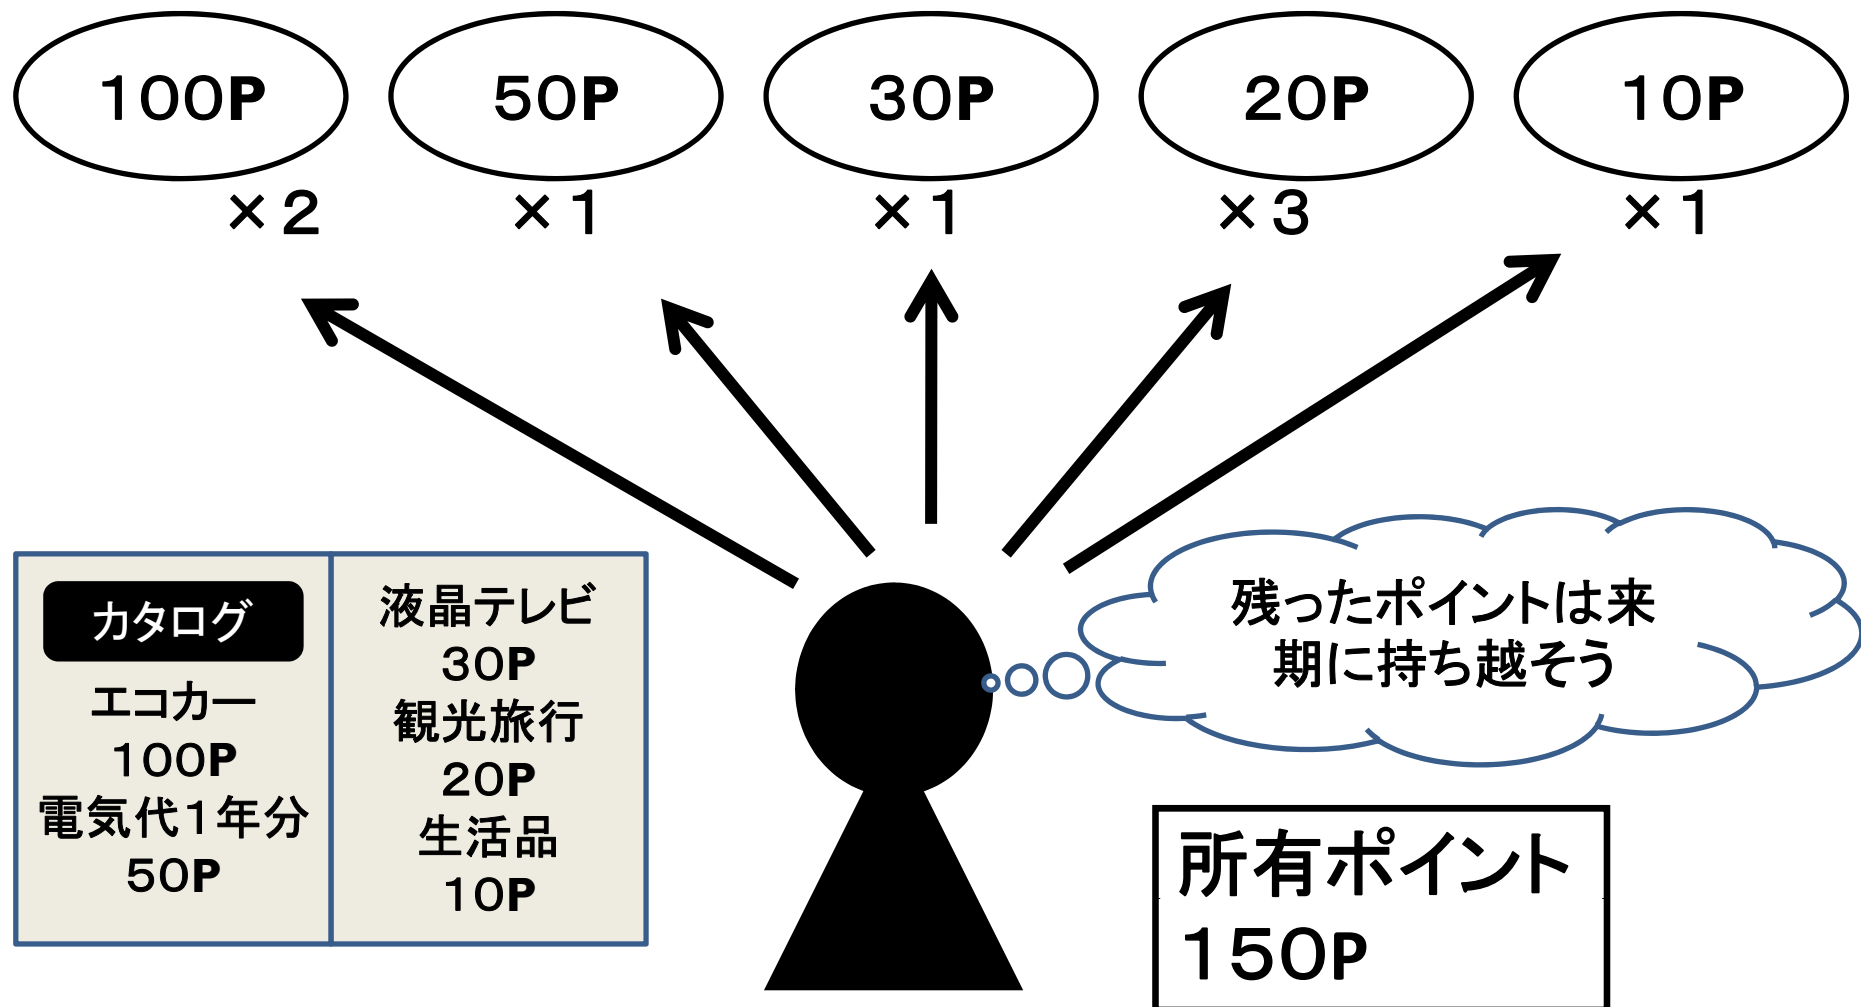 100P
50P
30P
20P
10P
×2
×1
×1
×3
×1
カタログ
エコカー
100P
電気代1年分
50P
液晶テレビ
30P
観光旅行
20P
生活品
10P
残ったポイントは来
期に持ち越そう
所有ポイント
150P